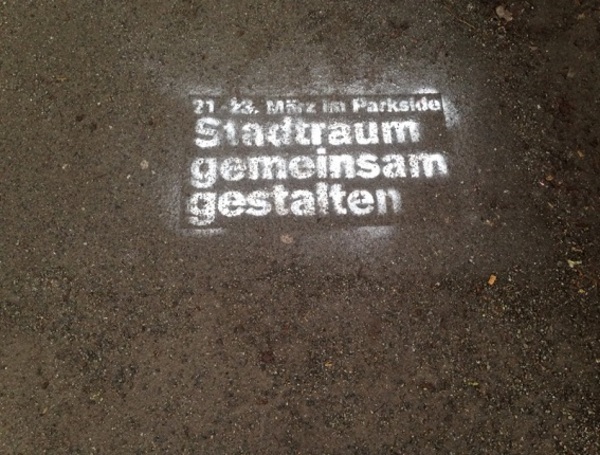 21.-23. März im Parkside
Stadtraum
gemeinsam
gestalten